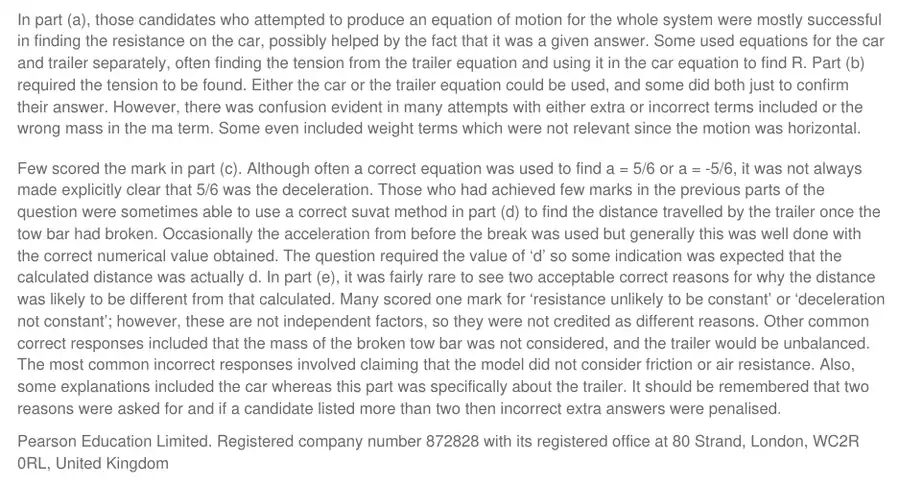 In part (a), those candidates who attempted to produce an equation of motion for the whole system were mostly successful
in finding the resistance on the car, possibly helped by the fact that it was a given answer. Some used equations for the car
and trailer separately, often finding the tension from the trailer equation and using it in the car equation to find R. Part (b)
required the tension to be found. Either the car or the trailer equation could be used, and some did both just to confirm
their answer. However, there was confusion evident in many attempts with either extra or incorrect terms included or the
wrong mass in the ma term. Some even included weight terms which were not relevant since the motion was horizontal.
Few scored the mark in part (c). Although often a correct equation was used to find a = 5/6 or a = -5/6, it was not always
made explicitly clear that 5/6 was the deceleration. Those who had achieved few marks in the previous parts of the
question were sometimes able to use a correct suvat method in part (d) to find the distance travelled by the trailer once the
tow bar had broken. Occasionally the acceleration from before the break was used but generally this was well done with
the correct numerical value obtained. The question required the value of ‘d’ so some indication was expected that the
calculated distance was actually d. In part (e), it was fairly rare to see two acceptable correct reasons for why the distance
was likely to be different from that calculated. Many scored one mark for ‘resistance unlikely to be constant’ or ‘deceleration
not constant’; however, these are not independent factors, so they were not credited as different reasons. Other common
correct responses included that the mass of the broken tow bar was not considered, and the trailer would be unbalanced.
The most common incorrect responses involved claiming that the model did not consider friction or air resistance. Also,
some explanations included the car whereas this part was specifically about the trailer. It should be remembered that two
reasons were asked for and if a candidate listed more than two then incorrect extra answers were penalised.
Pearson Education Limited. Registered company number 872828 with its registered office at 80 Strand, London, WC2R
0RL, United Kingdom